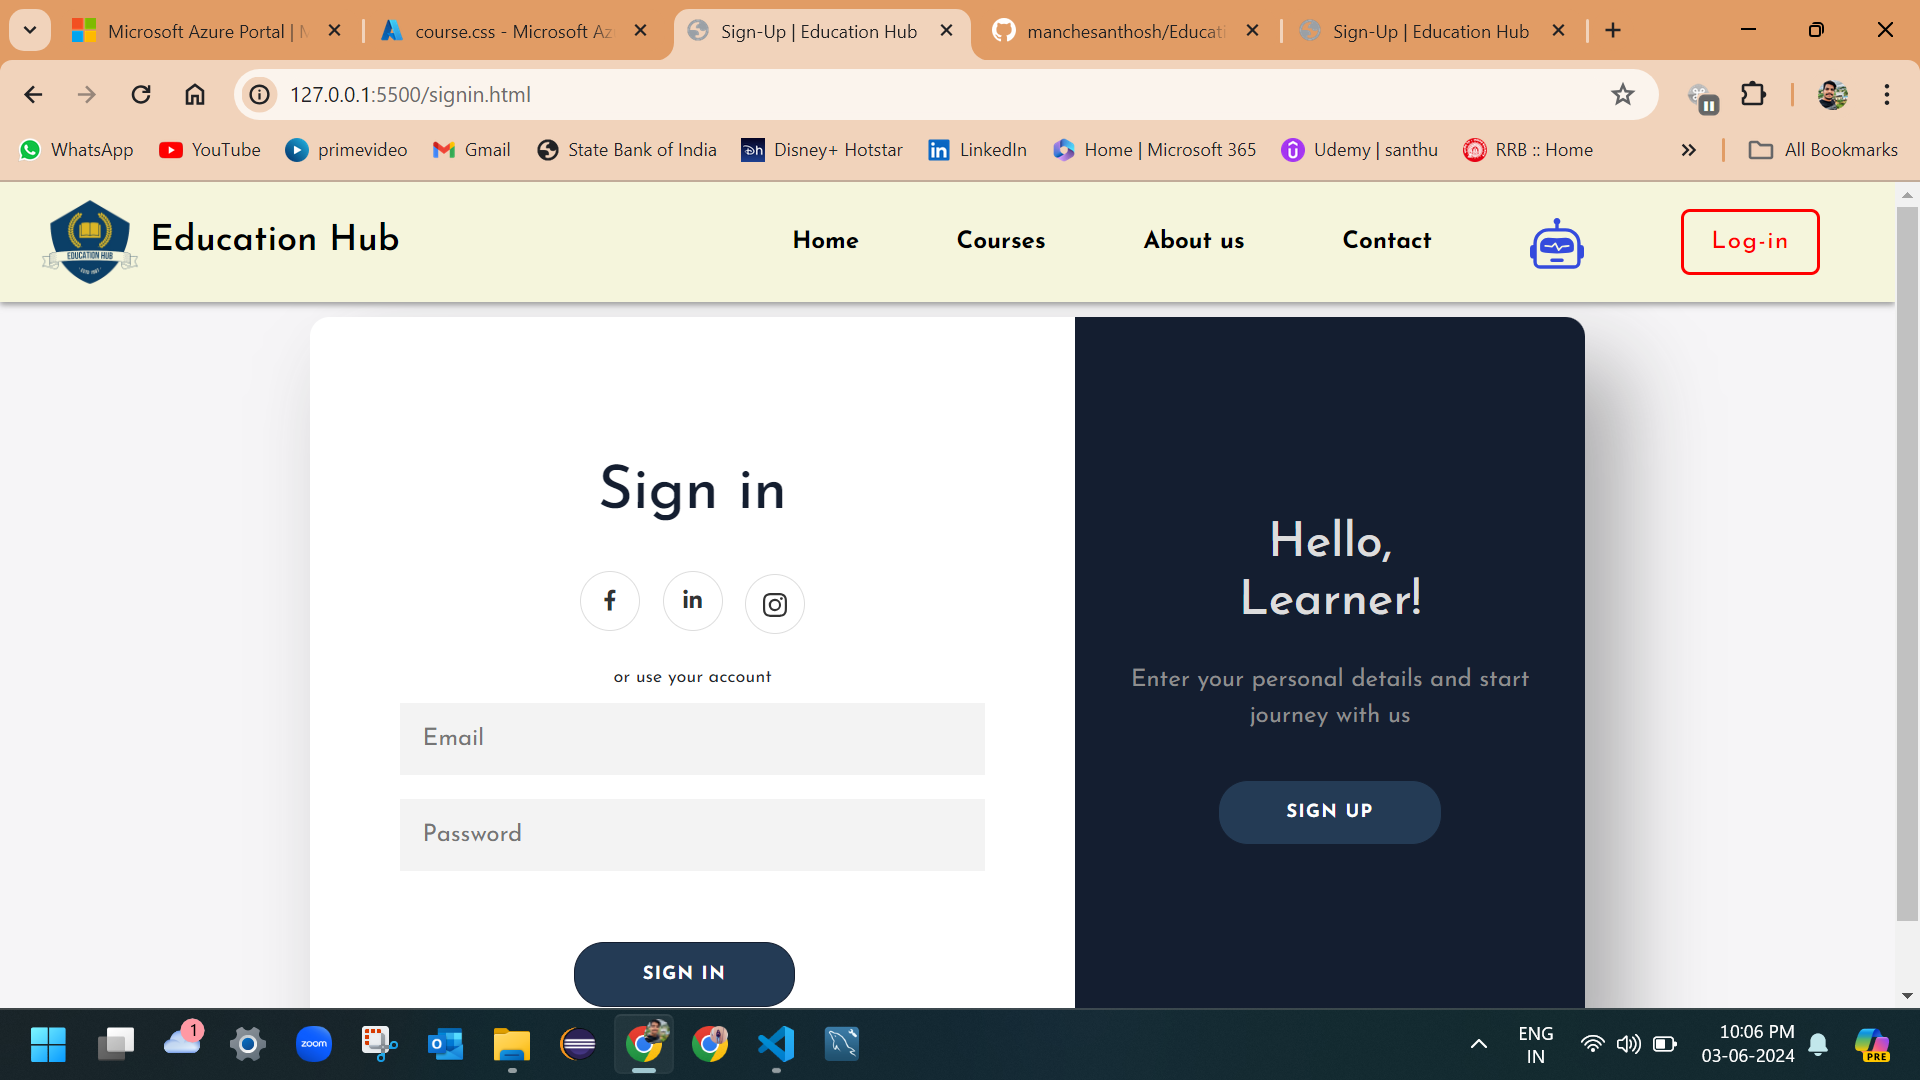 Microsoft Azure Portal | M
course.css - Microsoft Az
Sign-Up | Education Hub
manchesanthosh/Educati
Sign-Up | Education Hub
127.0.0.1:5500/signin.html
WhatsApp
YouTube
primevideo
Gmail
State Bank of India
Disney+ Hotstar
LinkedIn
Home | Microsoft 365
Udemy | santhu
RRB :: Home
All Bookmarks
EDUCATION HUB
Education Hub
Home
Courses
About us
Contact
Log-in
Sign in
or use your account
Email
Password
SIGN IN
Hello,
Learner!
Enter your personal details and start
journey with us
SIGN UP
1
zoom
ENG
IN
10:06 PM
03-06-2024
PRE